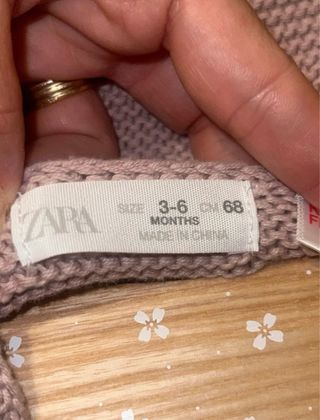 ZARA
SIZE 3-6 CM 68
MONTHS
MADE IN CHINA